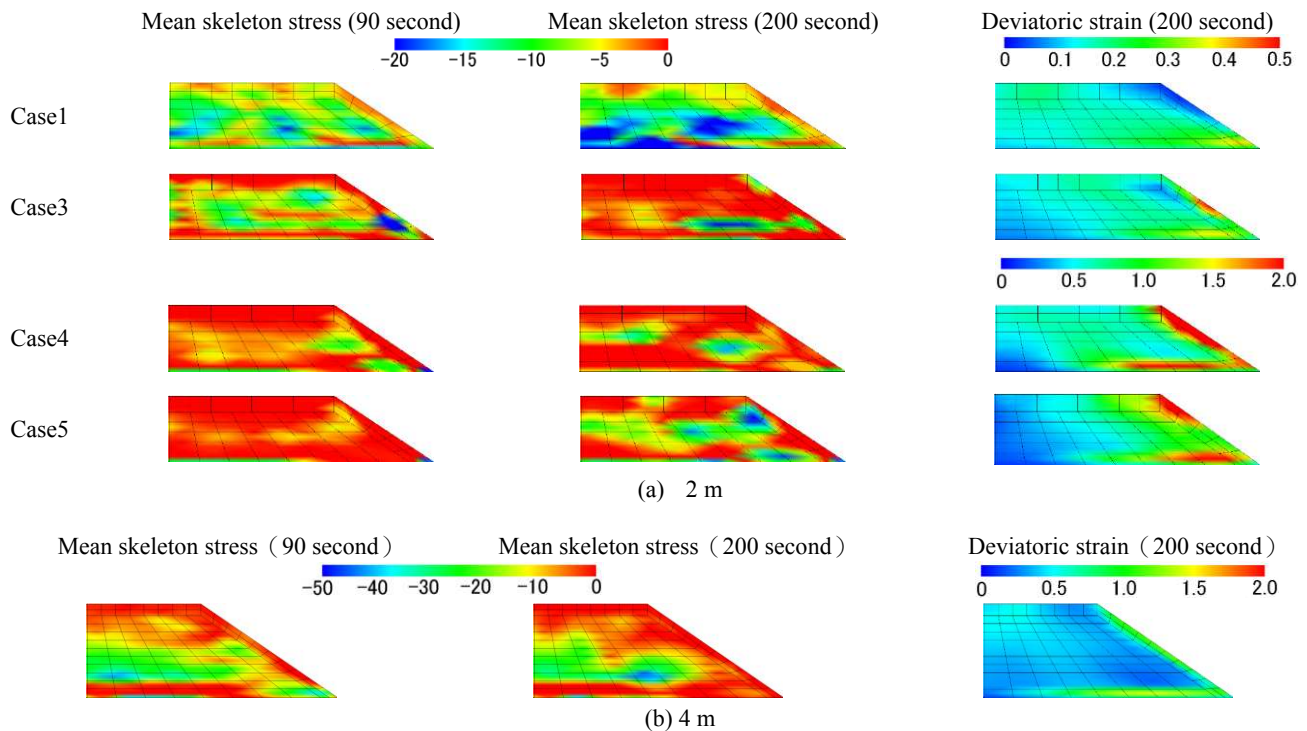 Mean skeleton stress (90 second)
Mean skeleton stress (200 second)
Deviatoric strain (200 second)
−20 −15 −10 −5 0
0 0.1 0.2 0.3 0.4 0.5
Case1
Case3
0 0.5 1.0 1.5 2.0
Case4
Case5
(a) 2 m
Mean skeleton stress（90 second）
Mean skeleton stress（200 second）
Deviatoric strain（200 second）
−50 −40 −30 −20 −10 0
0 0.5 1.0 1.5 2.0
(b) 4 m